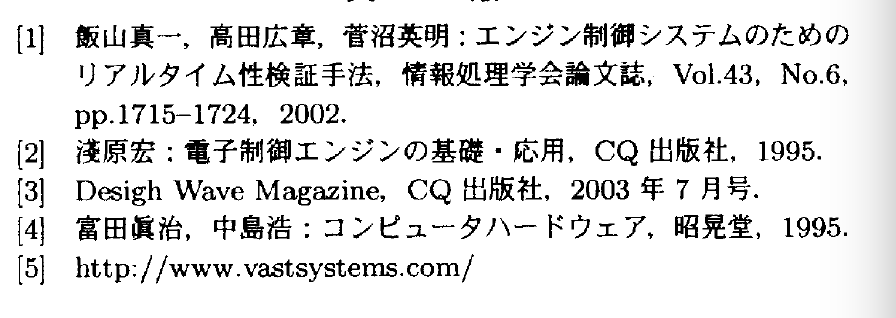 [1] 飯山真一，高田広章，菅沼英明：エンジン制御システムのための
リアルタイム性検証手法，情報処理学会論文誌，Vol.43，No.6，
pp.1715–1724，2002.
[2] 淺原宏：電子制御エンジンの基礎・応用，CQ 出版社，1995.
[3] Desigh Wave Magazine，CQ 出版社，2003 年 7 月号.
[4] 富田眞治，中島浩：コンピュータハードウェア，昭晃堂，1995.
[5] http://www.vastsystems.com/